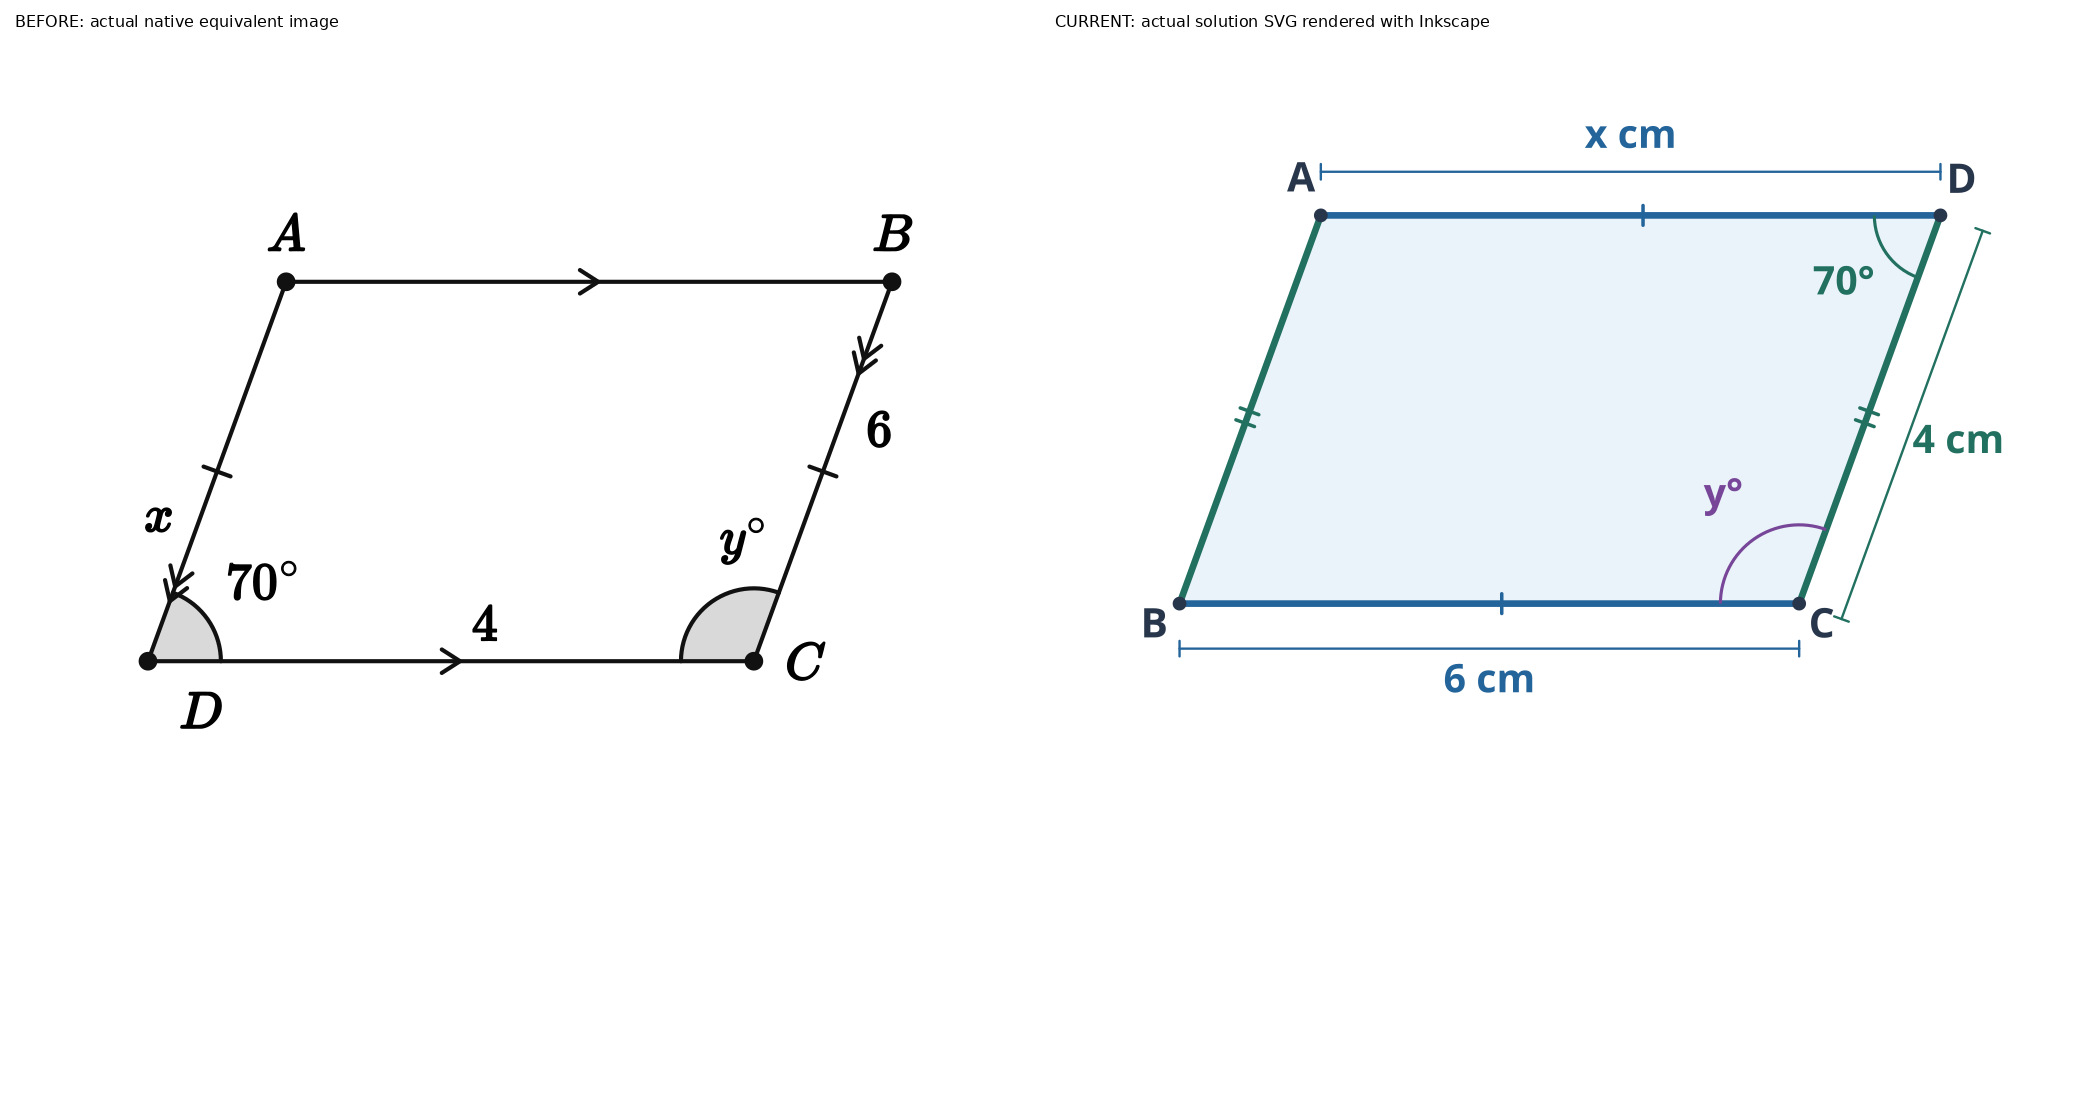 BEFORE: actual native equivalent image
A
B
6
x
70°
y°
4
C
D
CURRENT: actual solution SVG rendered with Inkscape
x cm
A
D
70°
4 cm
y°
B
C
6 cm